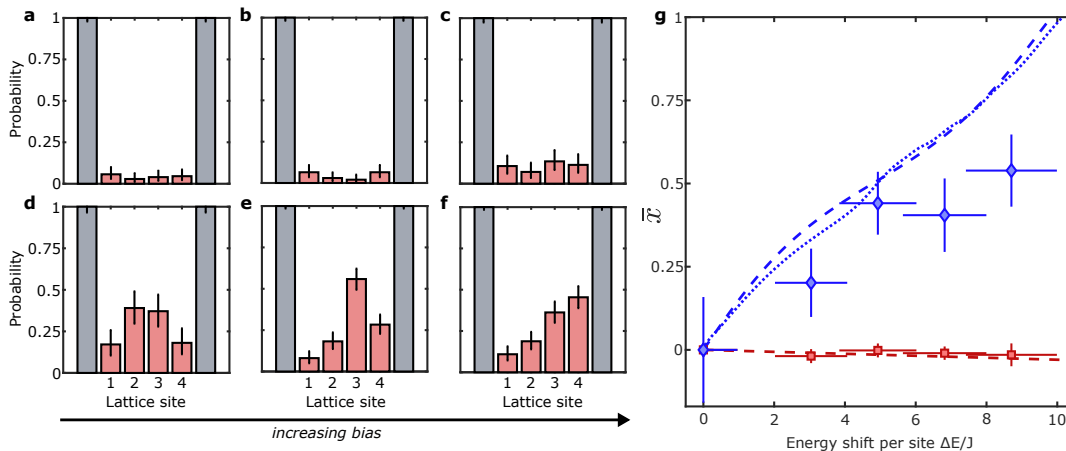 a b c
Probability
1
0.75
0.5
0.25
0
d e f
Probability
1
0.75
0.5
0.25
0
1 2 3 4
1 2 3 4
1 2 3 4
Lattice site
Lattice site
Lattice site
increasing bias
g
1
0.75
0.5
0.25
0
x̅
0 2 4 6 8 10
Energy shift per site ΔE/J